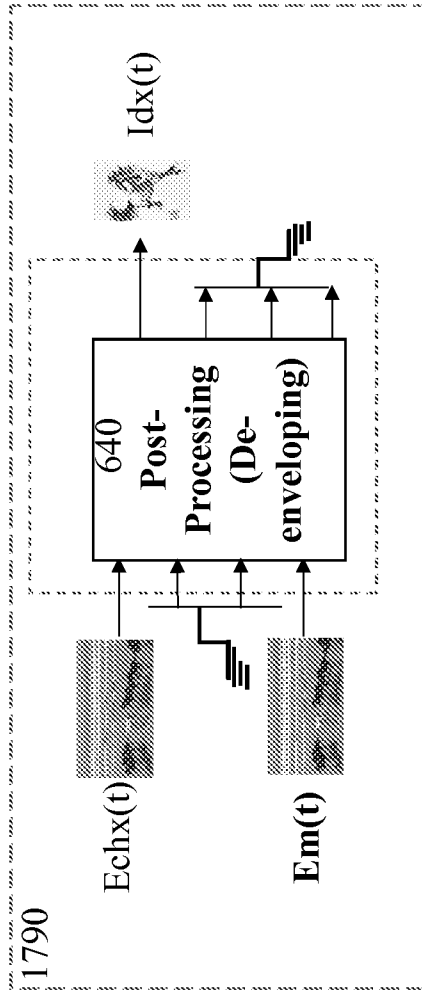 1790
Echx(t)
Em(t)
640
Post-
Processing
(De-
enveloping)
Idx(t)